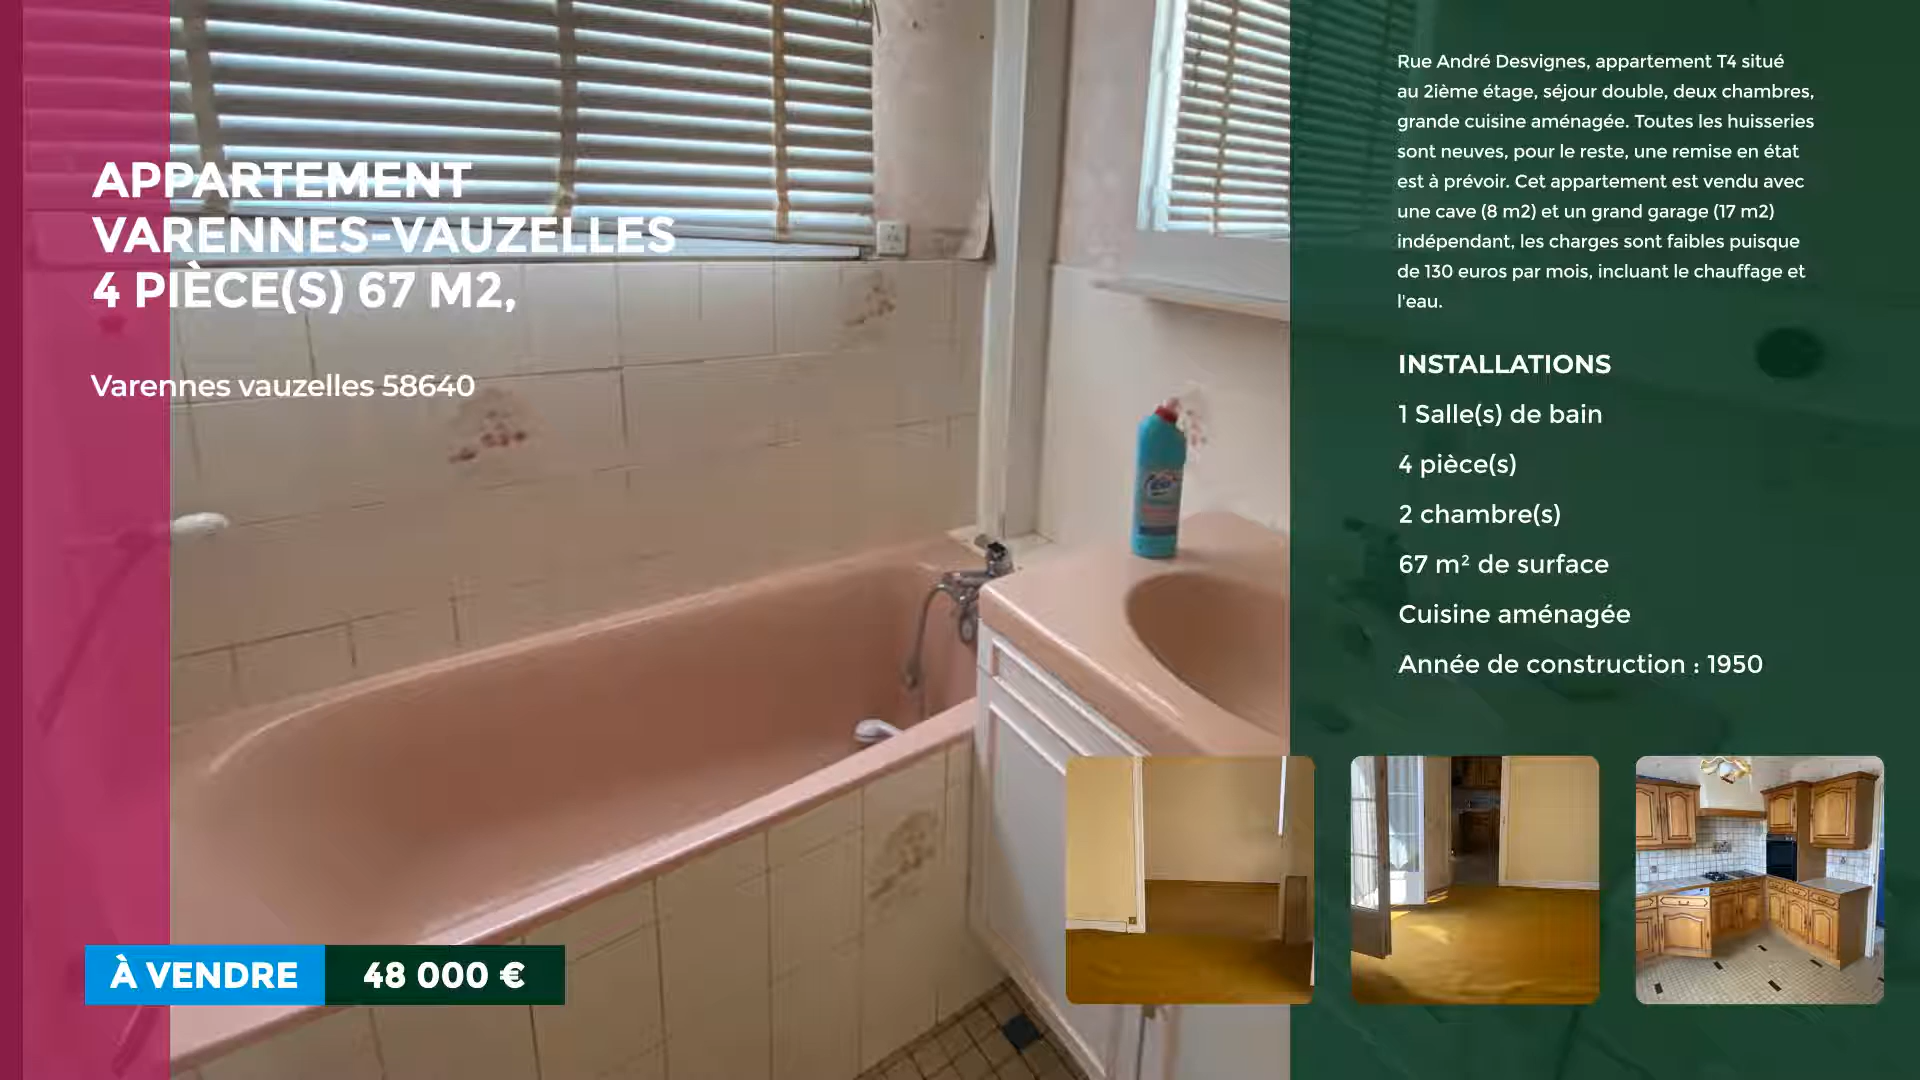 APPARTEMENT
VARENNES-VAUZELLES
4 PIÈCE(S) 67 M2,
Varennes vauzelles 58640
À VENDRE
48 000 €
Rue André Desvignes, appartement T4 situé
au 2ième étage, séjour double, deux chambres,
grande cuisine aménagée. Toutes les huisseries
sont neuves, pour le reste, une remise en état
est à prévoir. Cet appartement est vendu avec
une cave (8 m2) et un grand garage (17 m2)
indépendant, les charges sont faibles puisque
de 130 euros par mois, incluant le chauffage et
l'eau.
INSTALLATIONS
1 Salle(s) de bain
4 pièce(s)
2 chambre(s)
67 m² de surface
Cuisine aménagée
Année de construction : 1950